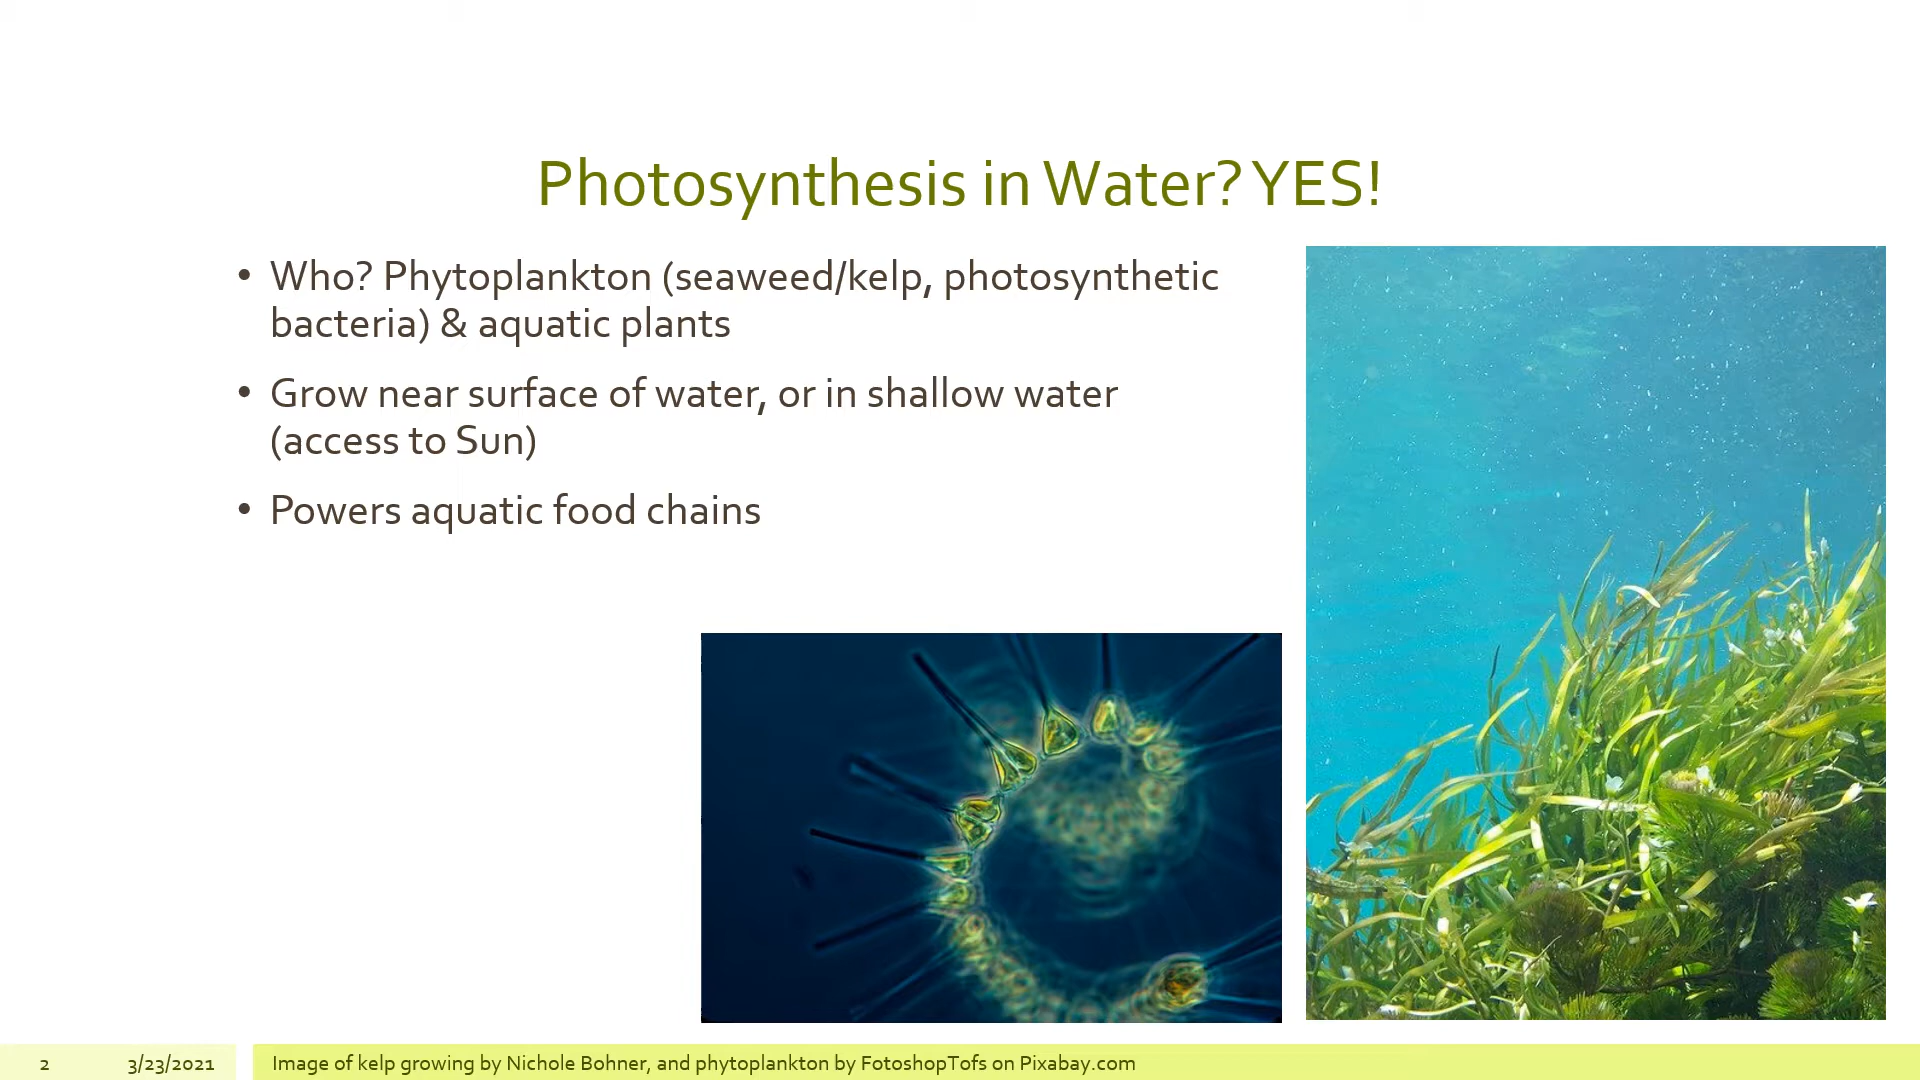 Photosynthesis in Water? YES!
• Who? Phytoplankton (seaweed/kelp, photosynthetic
bacteria) & aquatic plants
• Grow near surface of water, or in shallow water
(access to Sun)
• Powers aquatic food chains
2
3/23/2021
Image of kelp growing by Nichole Bohner, and phytoplankton by FotoshopTofs on Pixabay.com